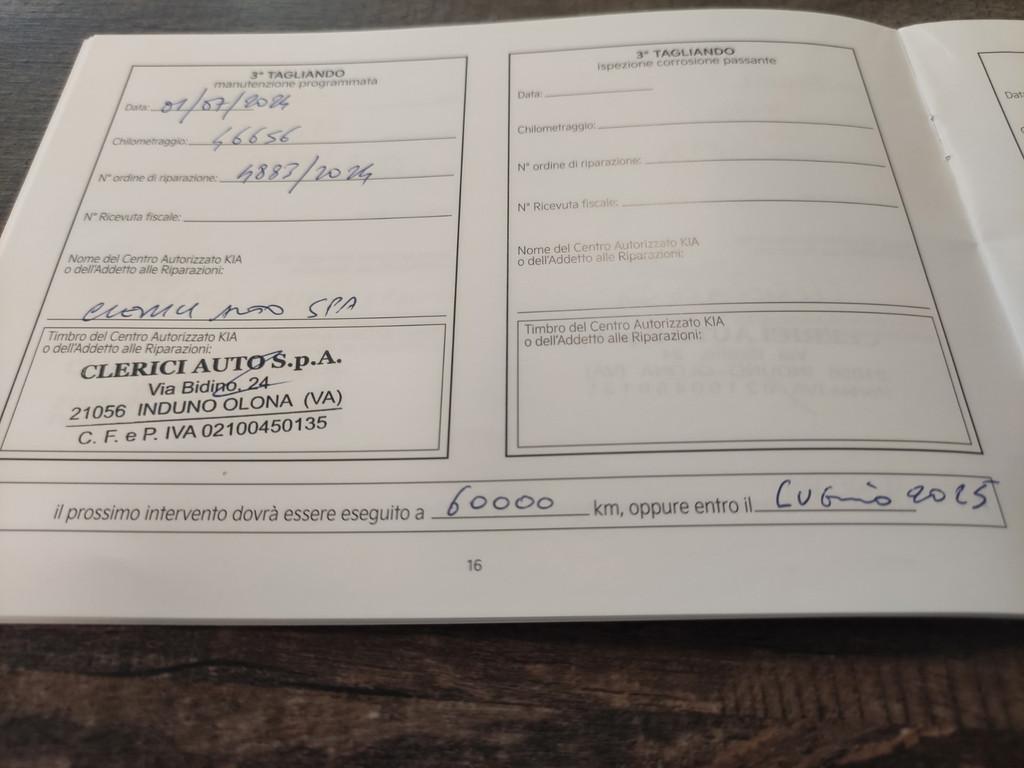 3° TAGLIANDO
manutenzione programmata
Data: 01/07/2024
Chilometraggio: 46656
N° ordine di riparazione: 4883/2024
N° Ricevuta fiscale:
Nome del Centro Autorizzato KIA
o dell'Addetto alle Riparazioni:
CLERICI AUTO SPA
Timbro del Centro Autorizzato KIA
o dell'Addetto alle Riparazioni:
CLERICI AUTO S.p.A.
Via Bidino, 24
21056 INDUNO OLONA (VA)
C. F. e P. IVA 02100450135
3° TAGLIANDO
ispezione corrosione passante
Data:
Chilometraggio:
N° ordine di riparazione:
N° Ricevuta fiscale:
Nome del Centro Autorizzato KIA
o dell'Addetto alle Riparazioni:
Timbro del Centro Autorizzato KIA
o dell'Addetto alle Riparazioni:
il prossimo intervento dovrà essere eseguito a 60000 km, oppure entro il LUGLIO 2025
16